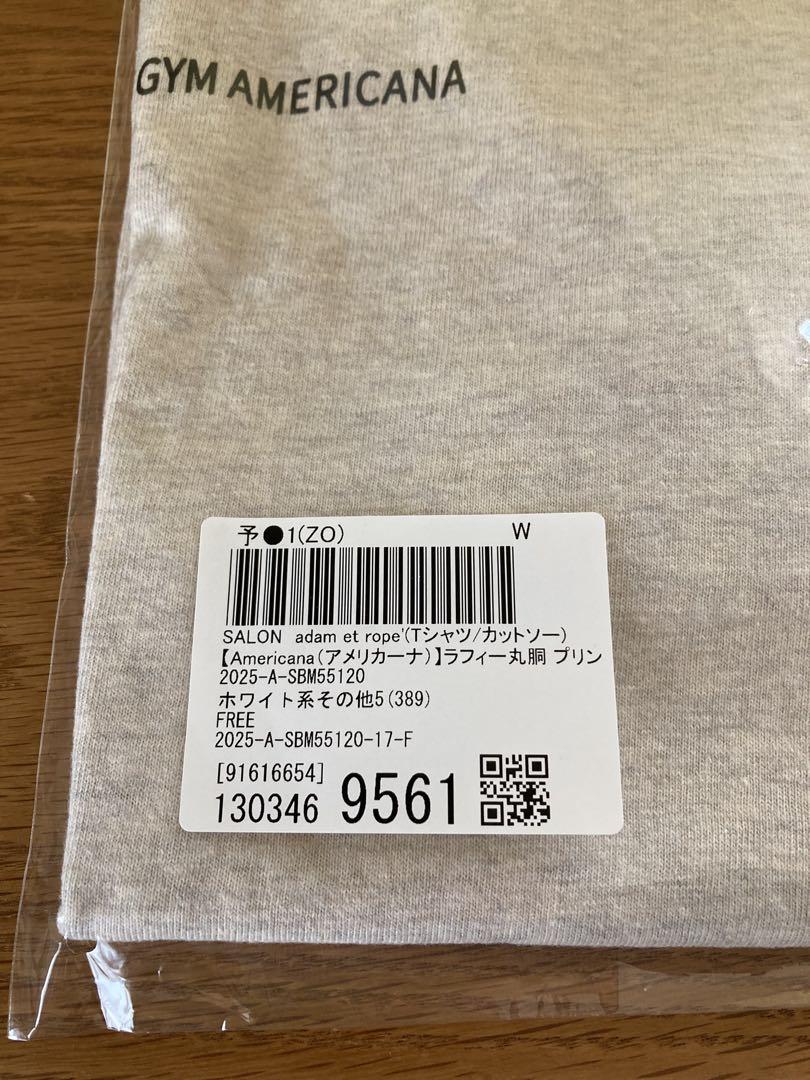 GYM AMERICANA
予●1(ZO) W
SALON adam et rope'(Tシャツ/カットソー)
【Americana(アメリカーナ)】ラフィー丸胴 プリン
2025-A-SBM55120
ホワイト系その他5(389)
FREE
2025-A-SBM55120-17-F
[91616654]
130346 9561